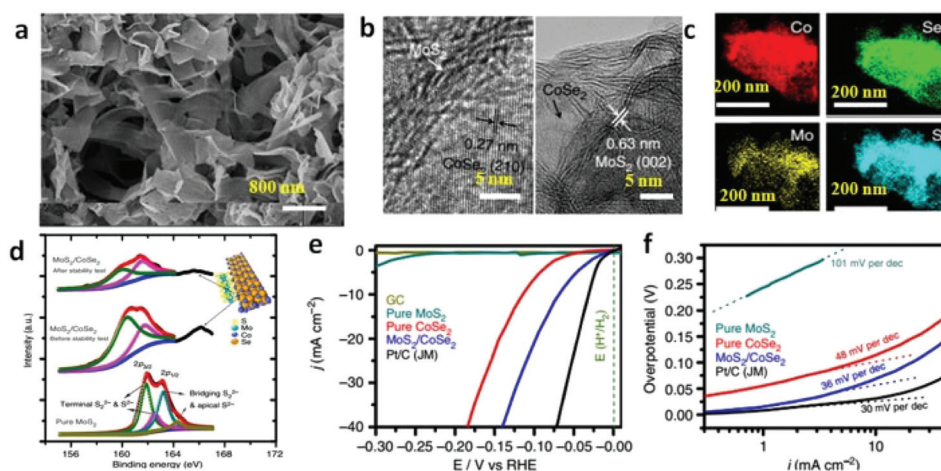 a
800 nm
b
MoS
0.27 nm
CoSe₂ (210)
5 nm
CoSe₂
0.63 nm
MoS₂ (002)
5 nm
c
Co
200 nm
Se
200 nm
Mo
200 nm
S
200 nm
d
MoS₂/CoSe₂
After stability test
S
Mo
Co
Se
MoS₂/CoSe₂
Before stability test
2p₃/₂
2p₁/₂
Terminal S₂²⁻ & S²⁻
Bridging S₂²⁻
& apical S²⁻
Pure MoS₂
Intensity (a.u.)
156 160 164 168
Binding energy (eV)
e
0
−10
−20
−30
−40
j (mA cm⁻²)
GC
Pure MoS₂
Pure CoSe₂
MoS₂/CoSe₂
Pt/C (JM)
E (H⁺/H₂)
−0.30 −0.25 −0.20 −0.15 −0.10 −0.05 −0.00
E / V vs RHE
f
0.30
0.25
0.20
0.15
0.10
0.05
0.00
Overpotential (V)
101 mV per dec
Pure MoS₂
Pure CoSe₂
MoS₂/CoSe₂
Pt/C (JM)
48 mV per dec
36 mV per dec
30 mV per dec
1 10
j (mA cm⁻²)